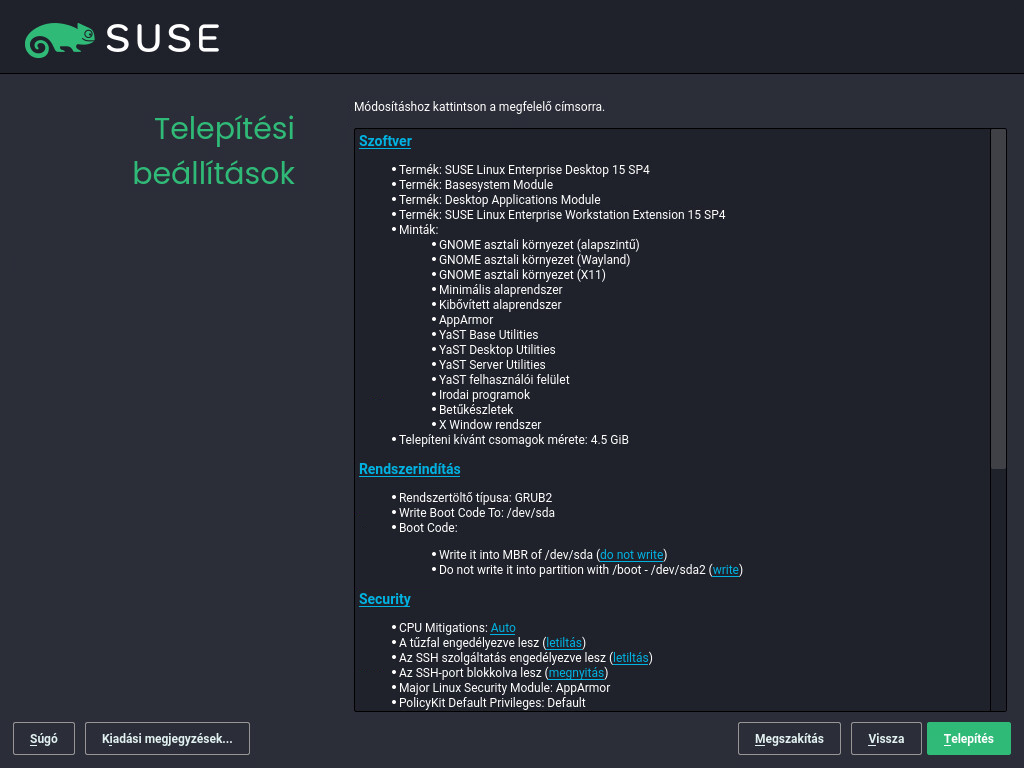 SUSE
Telepítési
beállítások
Módosításhoz kattintson a megfelelő címsorra.
Szoftver
• Termék: SUSE Linux Enterprise Desktop 15 SP4
• Termék: Basesystem Module
• Termék: Desktop Applications Module
• Termék: SUSE Linux Enterprise Workstation Extension 15 SP4
• Minták:
• GNOME asztali környezet (alapszintű)
• GNOME asztali környezet (Wayland)
• GNOME asztali környezet (X11)
• Minimális alaprendszer
• Kibővített alaprendszer
• AppArmor
• YaST Base Utilities
• YaST Desktop Utilities
• YaST Server Utilities
• YaST felhasználói felület
• Irodai programok
• Betűkészletek
• X Window rendszer
• Telepíteni kívánt csomagok mérete: 4.5 GiB
Rendszerindítás
• Rendszertöltő típusa: GRUB2
• Write Boot Code To: /dev/sda
• Boot Code:
• Write it into MBR of /dev/sda (do not write)
• Do not write it into partition with /boot - /dev/sda2 (write)
Security
• CPU Mitigations: Auto
• A tűzfal engedélyezve lesz (letiltás)
• Az SSH szolgáltatás engedélyezve lesz (letiltás)
• Az SSH-port blokkolva lesz (megnyitás)
• Major Linux Security Module: AppArmor
• PolicyKit Default Privileges: Default
Súgó Kiadási megjegyzések... Megszakítás Vissza Telepítés